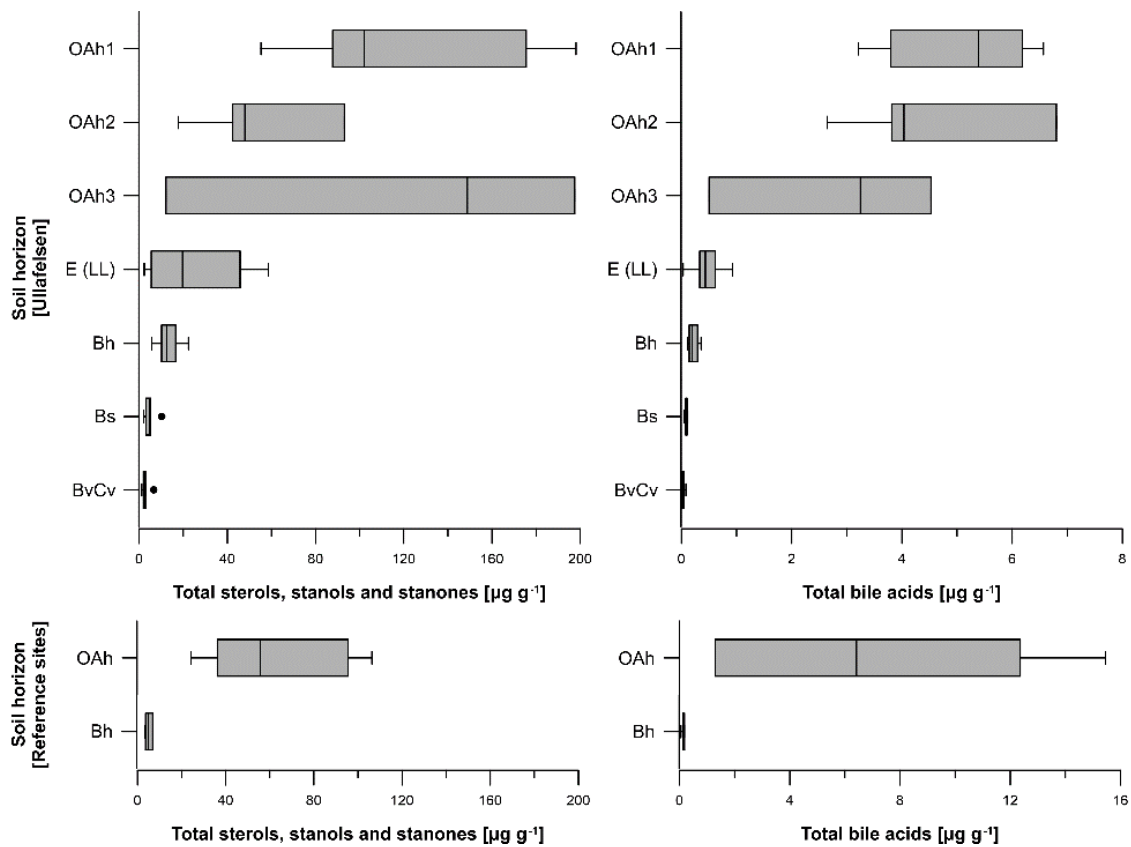 OAh1
OAh2
OAh3
E (LL)
Bh
Bs
BvCv
Soil horizon
[Ullafelsen]
0 40 80 120 160 200
Total sterols, stanols and stanones [µg g⁻¹]
OAh1
OAh2
OAh3
E (LL)
Bh
Bs
BvCv
0 2 4 6 8
Total bile acids [µg g⁻¹]
OAh
Bh
Soil horizon
[Reference sites]
0 40 80 120 160 200
Total sterols, stanols and stanones [µg g⁻¹]
OAh
Bh
0 4 8 12 16
Total bile acids [µg g⁻¹]